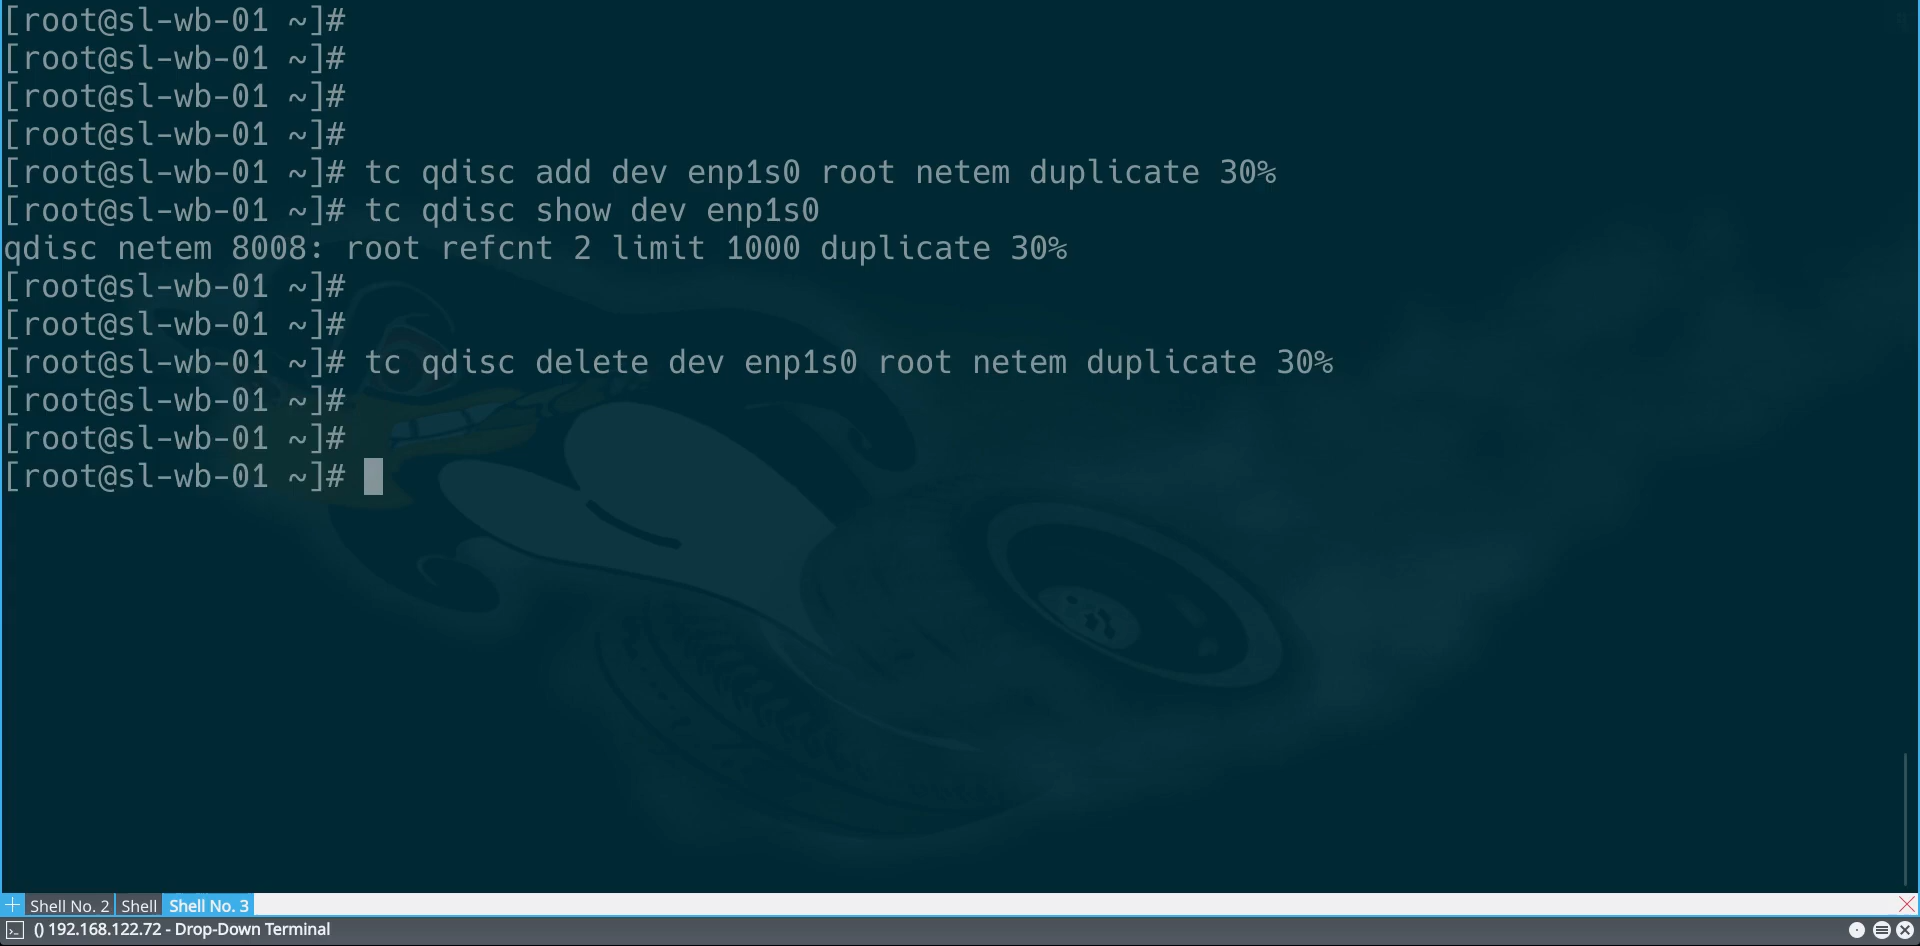 [root@sl-wb-01 ~]#
[root@sl-wb-01 ~]#
[root@sl-wb-01 ~]#
[root@sl-wb-01 ~]#
[root@sl-wb-01 ~]# tc qdisc add dev enp1s0 root netem duplicate 30%
[root@sl-wb-01 ~]# tc qdisc show dev enp1s0
qdisc netem 8008: root refcnt 2 limit 1000 duplicate 30%
[root@sl-wb-01 ~]#
[root@sl-wb-01 ~]#
[root@sl-wb-01 ~]# tc qdisc delete dev enp1s0 root netem duplicate 30%
[root@sl-wb-01 ~]#
[root@sl-wb-01 ~]#
[root@sl-wb-01 ~]#
Shell No. 2 Shell Shell No. 3
() 192.168.122.72 - Drop-Down Terminal